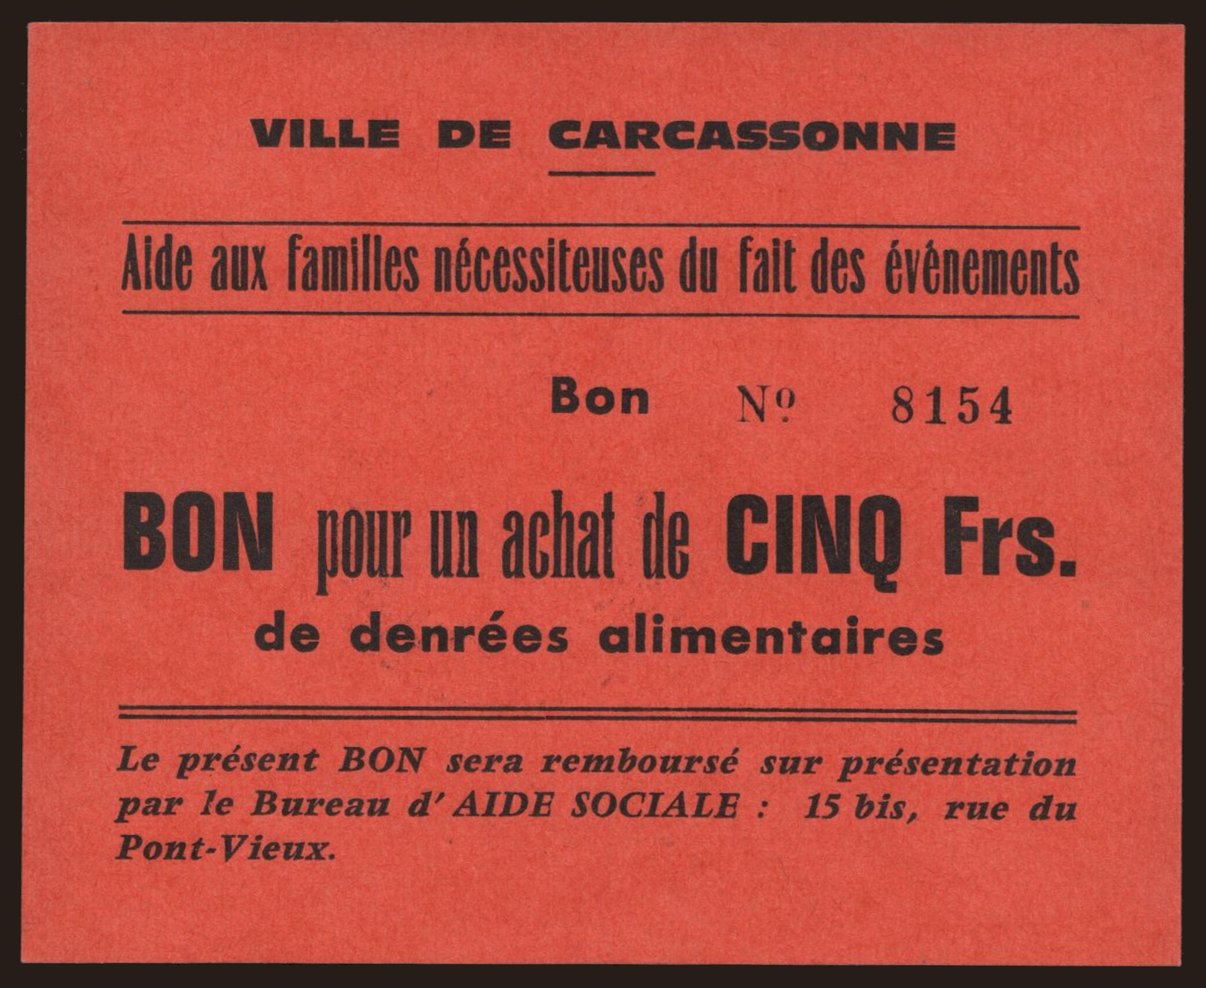 VILLE DE CARCASSONNE
Aide aux familles nécessiteuses du fait des événements
Bon Nº 8154
BON pour un achat de CINQ Frs.
de denrées alimentaires
Le présent BON sera remboursé sur présentation
par le Bureau d'AIDE SOCIALE : 15 bis, rue du
Pont-Vieux.